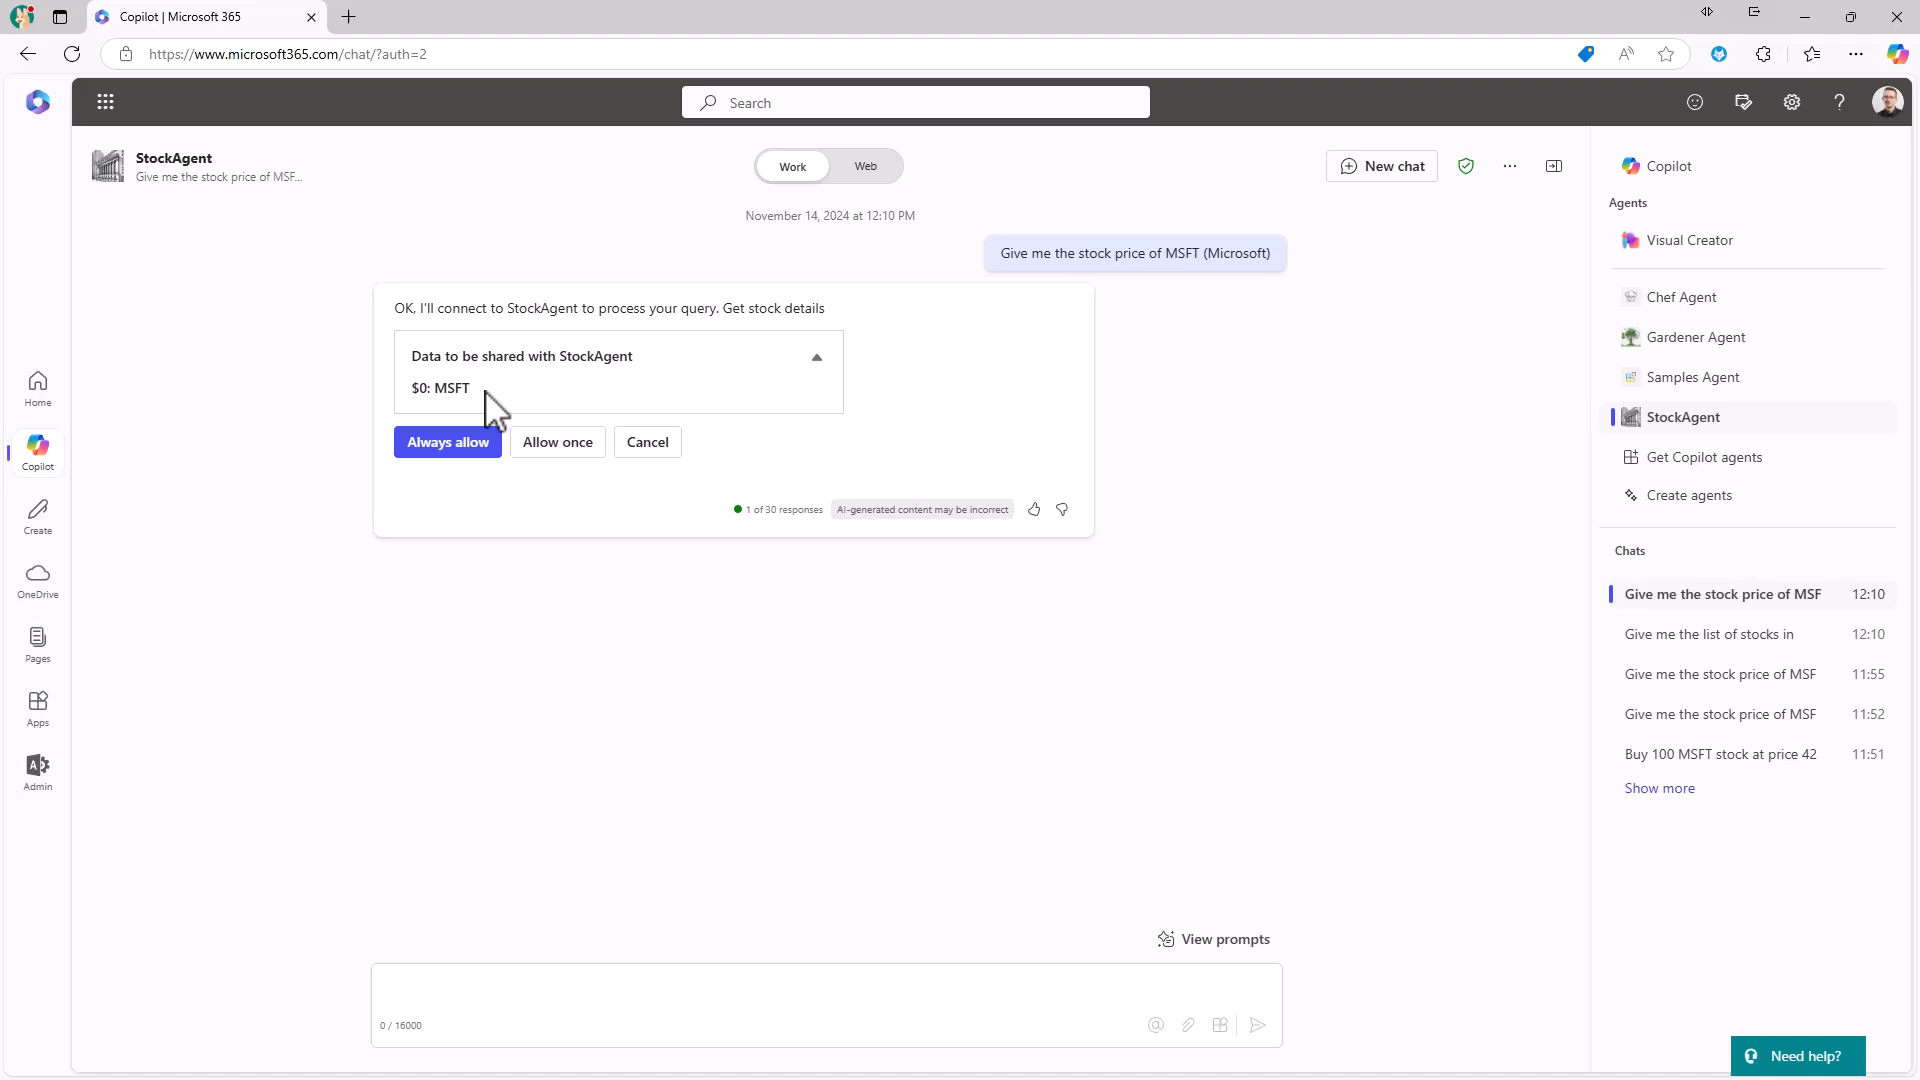 Copilot | Microsoft 365
https://www.microsoft365.com/chat/?auth=2
Search
StockAgent
Give me the stock price of MSF...
Work
Web
New chat
November 14, 2024 at 12:10 PM
Give me the stock price of MSFT (Microsoft)
OK, I'll connect to StockAgent to process your query. Get stock details
Data to be shared with StockAgent
$0: MSFT
Always allow
Allow once
Cancel
1 of 30 responses
AI-generated content may be incorrect
View prompts
0 / 16000
Home
Copilot
Create
OneDrive
Pages
Apps
Admin
Copilot
Agents
Visual Creator
Chef Agent
Gardener Agent
Samples Agent
StockAgent
Get Copilot agents
Create agents
Chats
Give me the stock price of MSF 12:10
Give me the list of stocks in 12:10
Give me the stock price of MSF 11:55
Give me the stock price of MSF 11:52
Buy 100 MSFT stock at price 42 11:51
Show more
Need help?